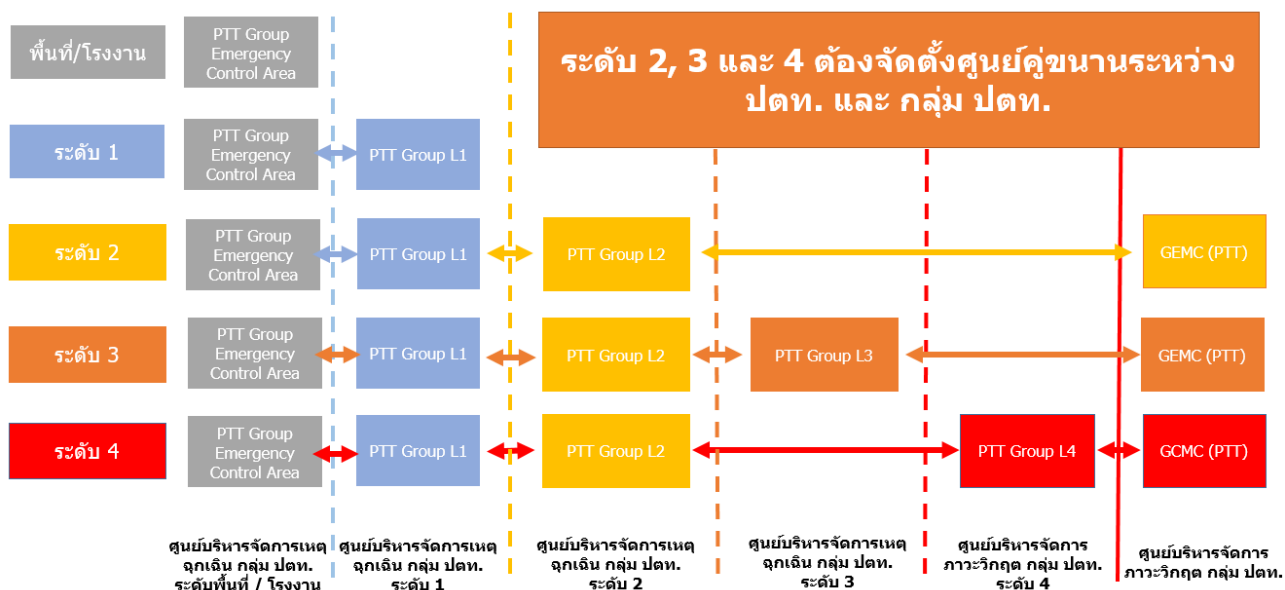 พื้นที่/โรงงาน
PTT Group
Emergency
Control Area
ระดับ 2, 3 และ 4 ต้องจัดตั้งศูนย์คู่ขนานระหว่าง
ปตท. และ กลุ่ม ปตท.
ระดับ 1
PTT Group
Emergency
Control Area
PTT Group L1
ระดับ 2
PTT Group
Emergency
Control Area
PTT Group L1
PTT Group L2
GEMC (PTT)
ระดับ 3
PTT Group
Emergency
Control Area
PTT Group L1
PTT Group L2
PTT Group L3
GEMC (PTT)
ระดับ 4
PTT Group
Emergency
Control Area
PTT Group L1
PTT Group L2
PTT Group L4
GCMC (PTT)
ศูนย์บริหารจัดการเหตุ
ฉุกเฉิน กลุ่ม ปตท.
ระดับพื้นที่ / โรงงาน
ศูนย์บริหารจัดการเหตุ
ฉุกเฉิน กลุ่ม ปตท.
ระดับ 1
ศูนย์บริหารจัดการเหตุ
ฉุกเฉิน กลุ่ม ปตท.
ระดับ 2
ศูนย์บริหารจัดการเหตุ
ฉุกเฉิน กลุ่ม ปตท.
ระดับ 3
ศูนย์บริหารจัดการ
ภาวะวิกฤต กลุ่ม ปตท.
ระดับ 4
ศูนย์บริหารจัดการ
ภาวะวิกฤต กลุ่ม ปตท.